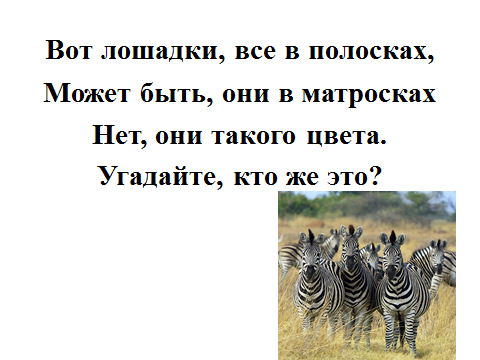 Вот лошадки, все в полосках,
Может быть, они в матросках
Нет, они такого цвета.
Угадайте, кто же это?